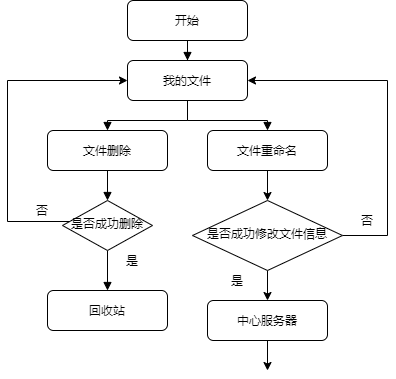 开始
我的文件
文件删除
文件重命名
否
是否成功删除
是否成功修改文件信息
否
是
是
回收站
中心服务器